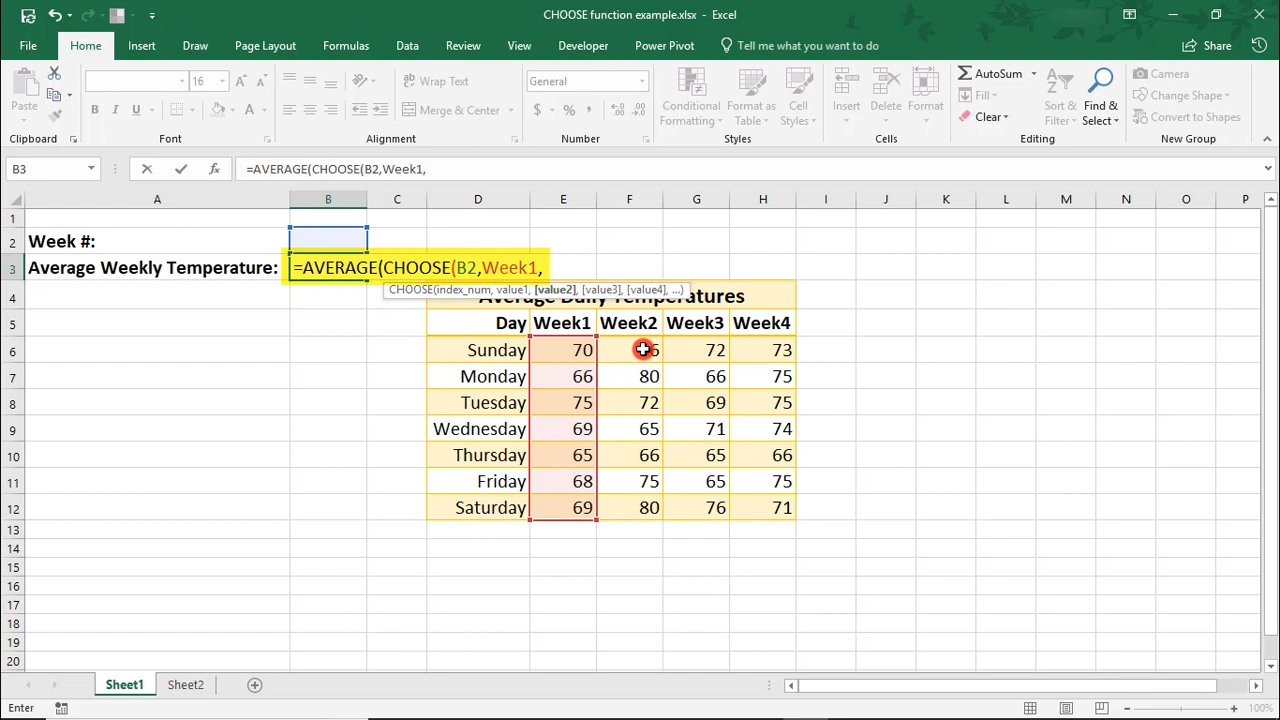 CHOOSE function example.xlsx - Excel
File Home Insert Draw Page Layout Formulas Data Review View Developer Power Pivot Tell me what you want to do Share
Paste
16 A A
B I U A
Wrap Text
Merge & Center
General
$ % ,
Conditional Formatting
Format as Table
Cell Styles
Insert Delete Format
AutoSum
Fill
Clear
Sort & Filter
Find & Select
Camera
Change Shape
Convert to Shapes
Clipboard Font Alignment Number Styles Cells Editing New Group
B3 fx =AVERAGE(CHOOSE(B2,Week1,
A B C D E F G H I J K L M N O P
1
2 Week #:
3 Average Weekly Temperature: =AVERAGE(CHOOSE(B2,Week1,
CHOOSE(index_num, value1, [value2], [value3], [value4], ...)
4 Average Daily Temperatures
5 Day Week1 Week2 Week3 Week4
6 Sunday 70 72 73
7 Monday 66 80 66 75
8 Tuesday 75 72 69 75
9 Wednesday 69 65 71 74
10 Thursday 65 66 65 66
11 Friday 68 75 65 75
12 Saturday 69 80 76 71
13
14
15
16
17
18
19
20
Sheet1 Sheet2
Enter 100%